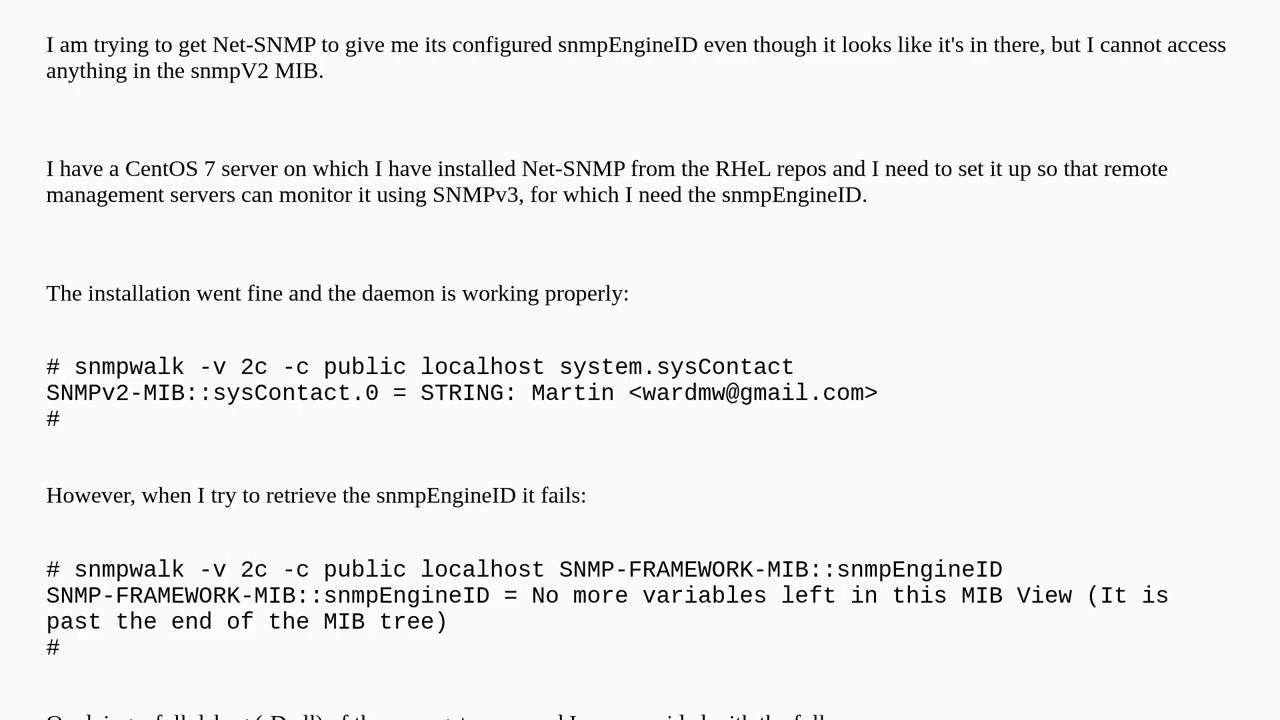 I am trying to get Net-SNMP to give me its configured snmpEngineID even though it looks like it's in there, but I cannot access
anything in the snmpV2 MIB.
I have a CentOS 7 server on which I have installed Net-SNMP from the RHeL repos and I need to set it up so that remote
management servers can monitor it using SNMPv3, for which I need the snmpEngineID.
The installation went fine and the daemon is working properly:
# snmpwalk -v 2c -c public localhost system.sysContact
SNMPv2-MIB::sysContact.0 = STRING: Martin <wardmw@gmail.com>
#
However, when I try to retrieve the snmpEngineID it fails:
# snmpwalk -v 2c -c public localhost SNMP-FRAMEWORK-MIB::snmpEngineID
SNMP-FRAMEWORK-MIB::snmpEngineID = No more variables left in this MIB View (It is
past the end of the MIB tree)
#